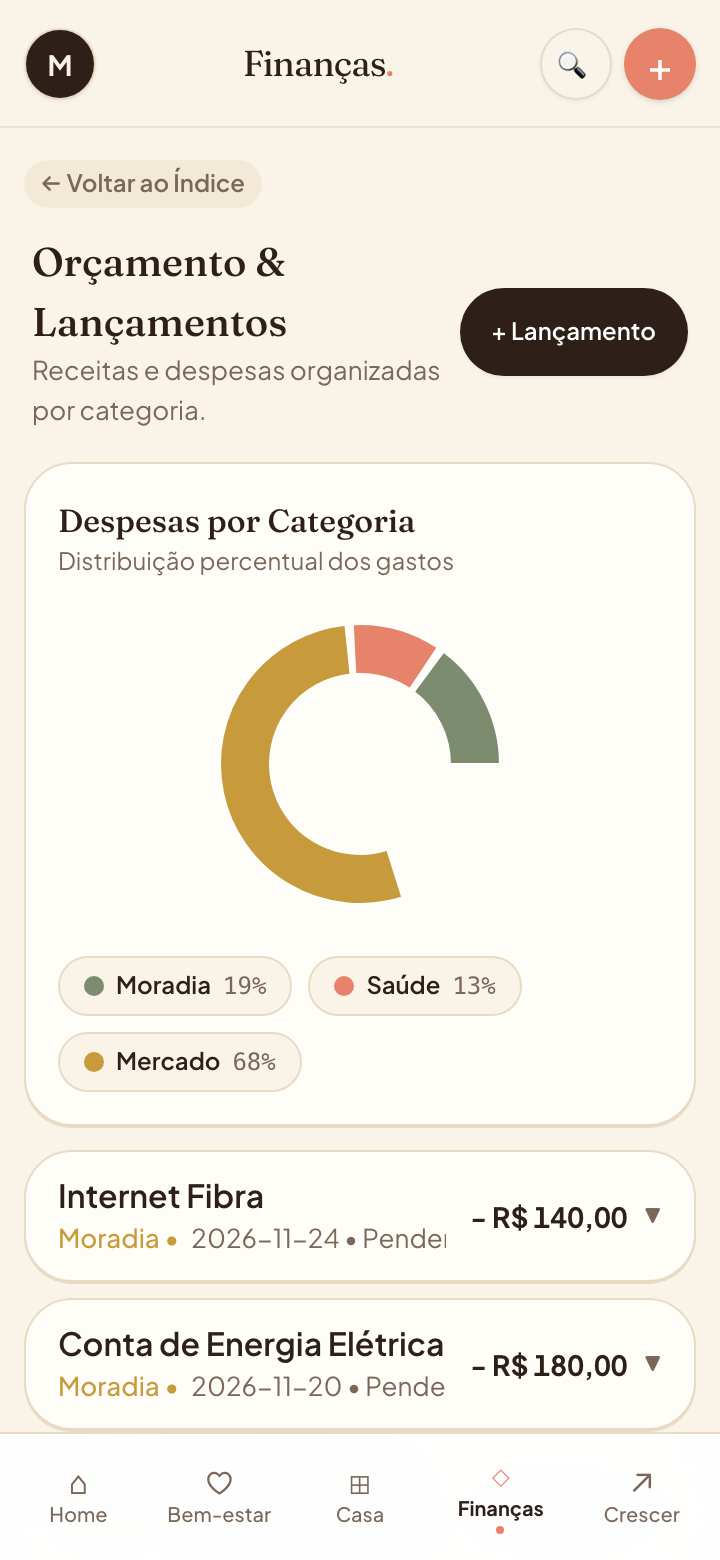 M
Finanças.
+
← Voltar ao Índice
Orçamento &
Lançamentos
+ Lançamento
Receitas e despesas organizadas
por categoria.
Despesas por Categoria
Distribuição percentual dos gastos
Moradia 19%
Saúde 13%
Mercado 68%
Internet Fibra
Moradia • 2026-11-24 • Pender
- R$ 140,00 ▼
Conta de Energia Elétrica
Moradia • 2026-11-20 • Pende
- R$ 180,00 ▼
Home
Bem-estar
Casa
Finanças
Crescer